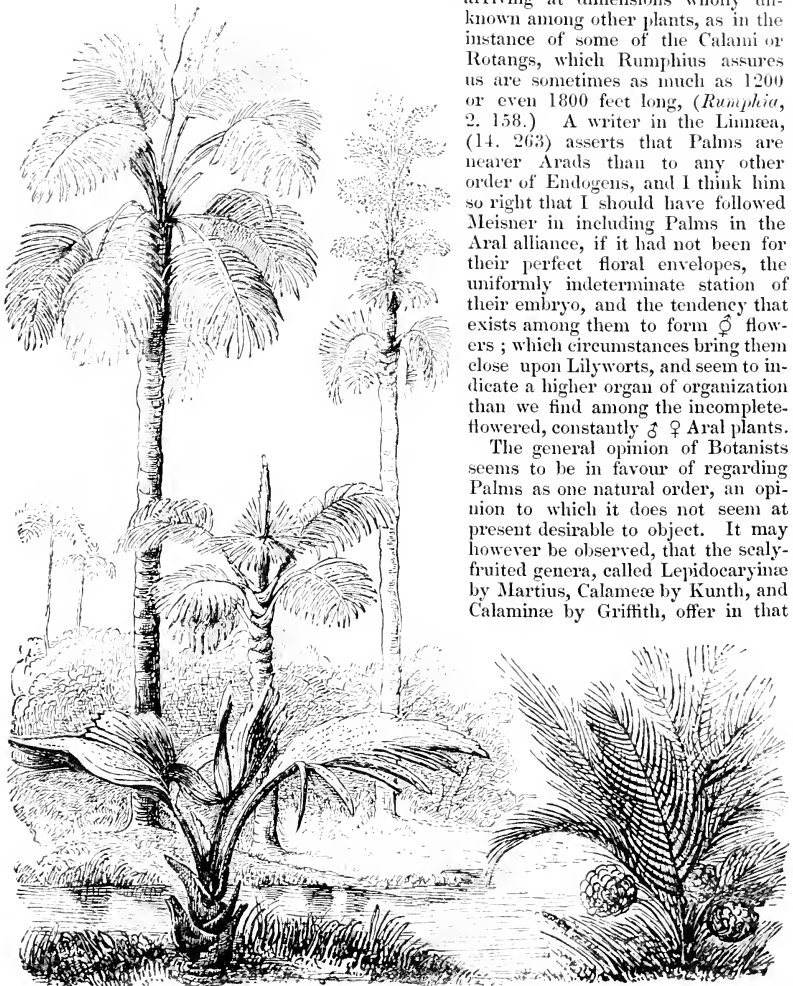 arriving at dimensions wholly un-
known among other plants, as in the
instance of some of the Calami or
Rotangs, which Rumphius assures
us are sometimes as much as 1200
or even 1800 feet long, (Rumphia,
2. 158.) A writer in the Linnæa,
(14. 263) asserts that Palms are
nearer Arads than to any other
order of Endogens, and I think him
so right that I should have followed
Meisner in including Palms in the
Aral alliance, if it had not been for
their perfect floral envelopes, the
uniformly indeterminate station of
their embryo, and the tendency that
exists among them to form ⚥ flow-
ers ; which circumstances bring them
close upon Lilyworts, and seem to in-
dicate a higher organ of organization
than we find among the incomplete-
flowered, constantly ♂ ♀ Aral plants.
The general opinion of Botanists
seems to be in favour of regarding
Palms as one natural order, an opi-
nion to which it does not seem at
present desirable to object. It may
however be observed, that the scaly-
fruited genera, called Lepidocaryinæ
by Martius, Calameæ by Kunth, and
Calaminæ by Griffith, offer in that